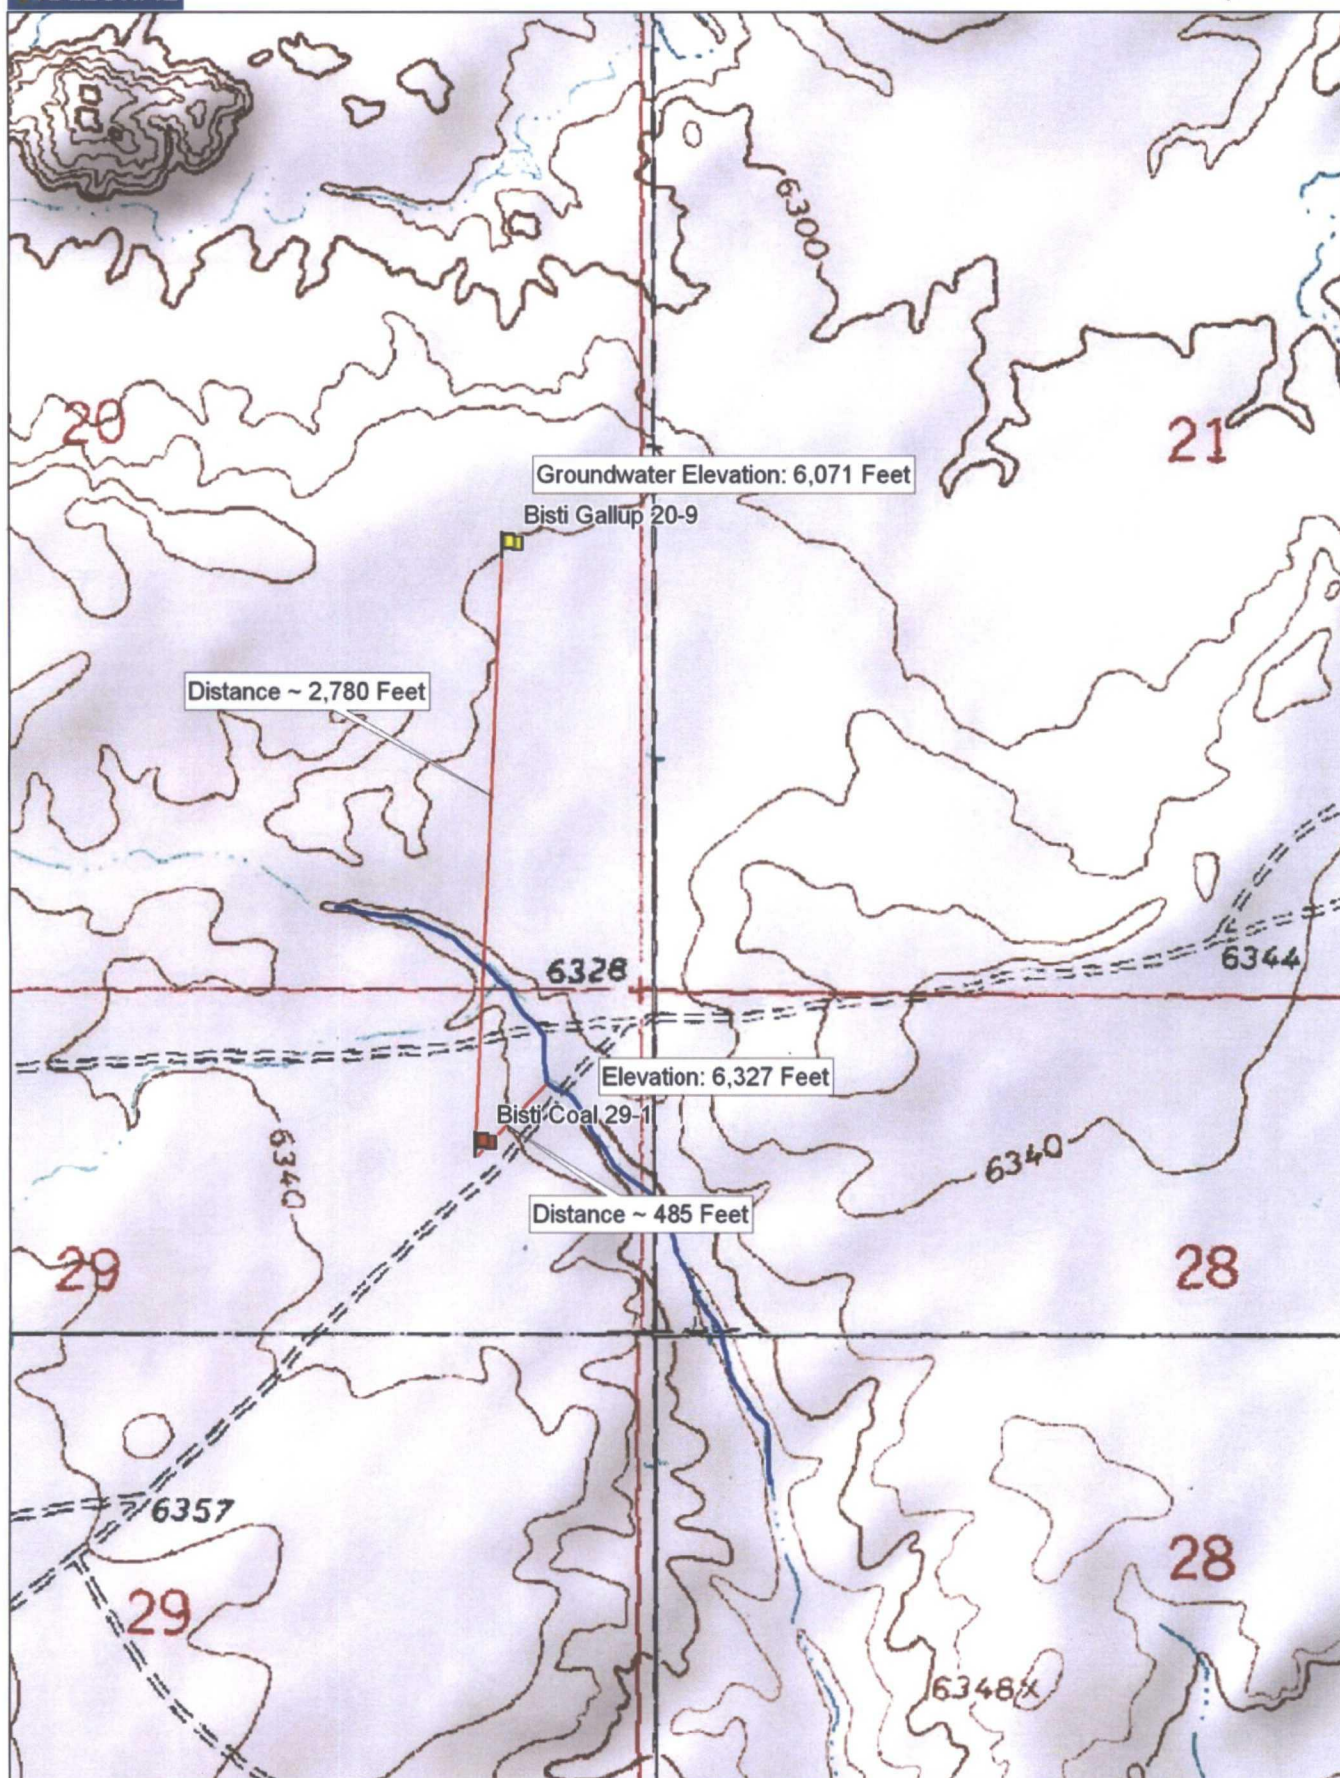 6300
20
21
Groundwater Elevation: 6,071 Feet
Bisti Gallup 20-9
Distance ~ 2,780 Feet
6328
6344
Elevation: 6,327 Feet
Bisti Coal 29-1
6340
6340
Distance ~ 485 Feet
29
28
6357
28
29
6348x